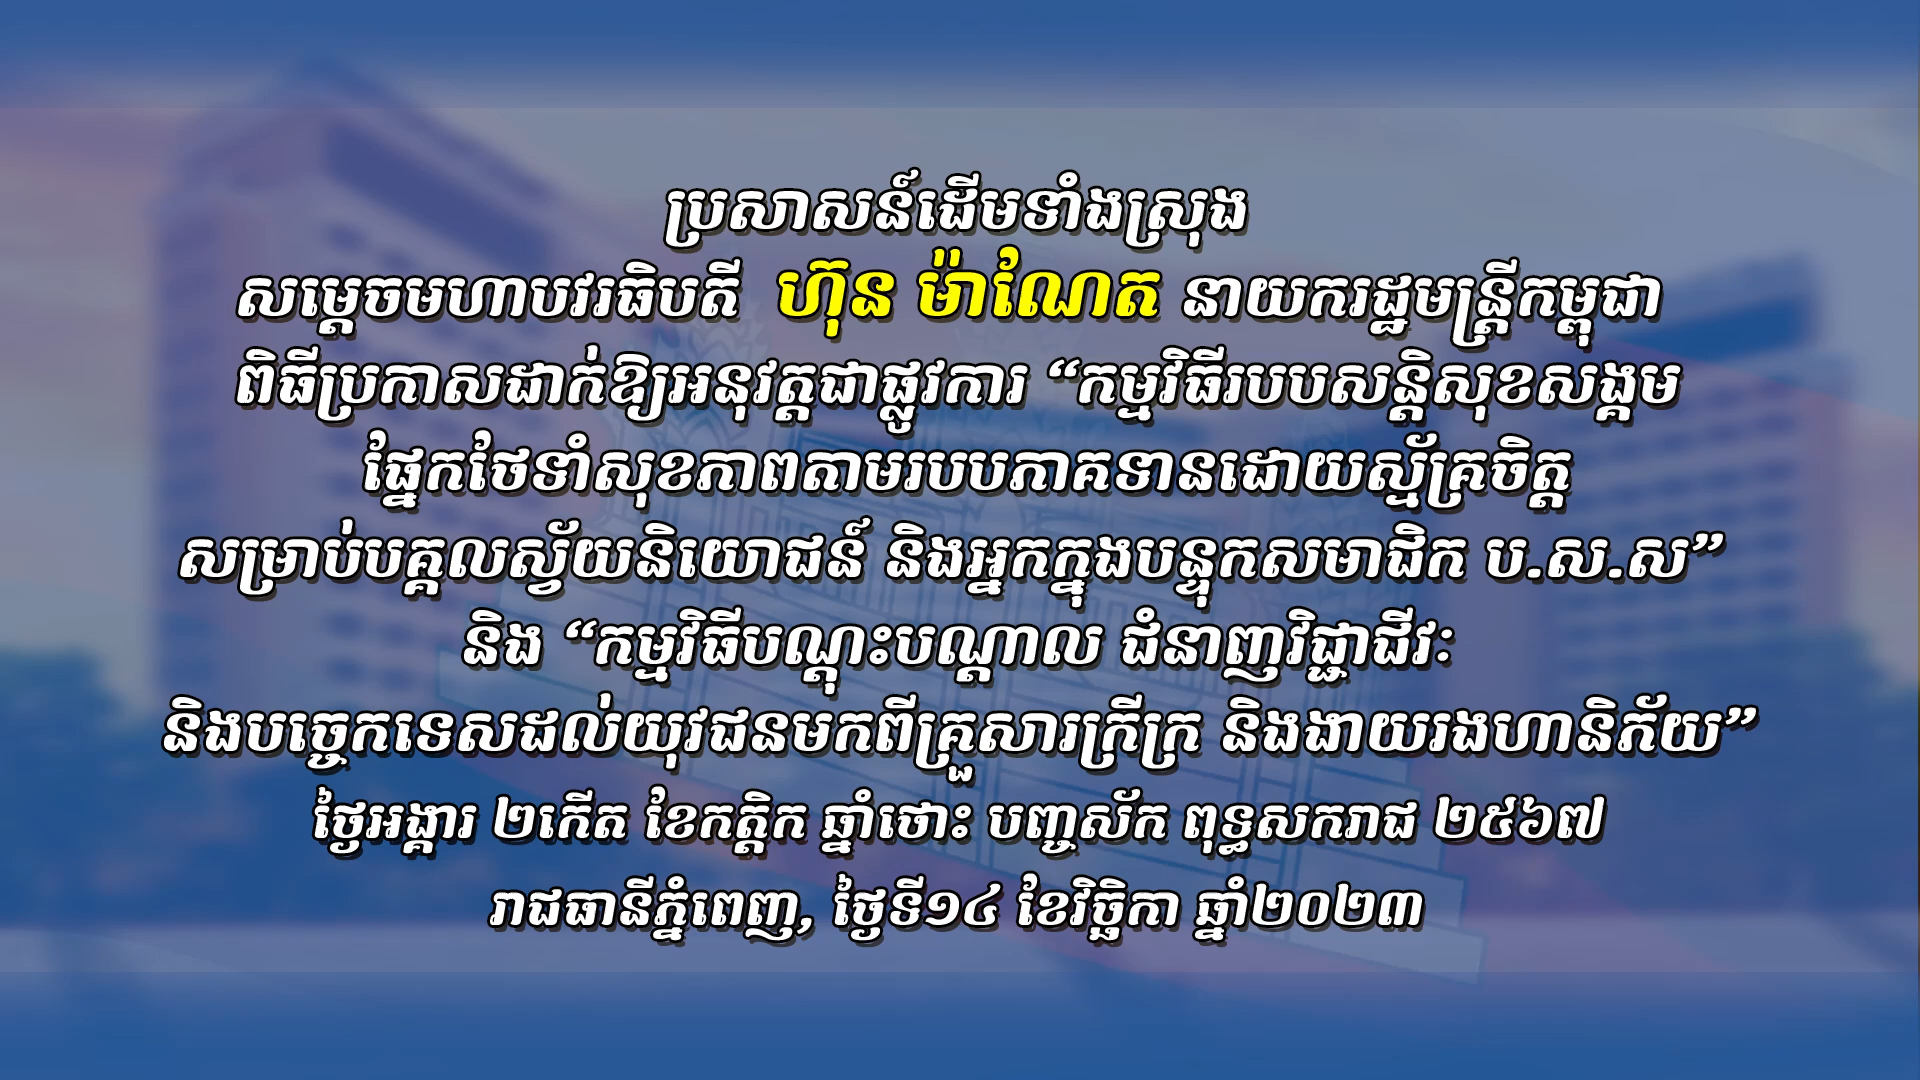 ប្រសាសន៍ដើមទាំងស្រុង
សម្តេចមហាបវរធិបតី ហ៊ុន ម៉ាណែត នាយករដ្ឋមន្ត្រីកម្ពុជា
ពិធីប្រកាសដាក់ឱ្យអនុវត្តជាផ្លូវការ “កម្មវិធីរបបសន្តិសុខសង្គម
ផ្នែកថែទាំសុខភាពតាមរបបភាគទានដោយស្ម័គ្រចិត្ត
សម្រាប់បគ្គលស្វ័យនិយោជន៍ និងអ្នកក្នុងបន្ទុកសមាជិក ប.ស.ស”
និង “កម្មវិធីបណ្តុះបណ្តាល ជំនាញវិជ្ជាជីវៈ
និងបច្ចេកទេសដល់យុវជនមកពីគ្រួសារក្រីក្រ និងងាយរងហានិភ័យ”
ថ្ងៃអង្គារ ២កើត ខែកត្តិក ឆ្នាំថោះ បញ្ចស័ក ពុទ្ធសករាជ ២៥៦៧
រាជធានីភ្នំពេញ, ថ្ងៃទី១៤ ខែវិច្ឆិកា ឆ្នាំ២០២៣